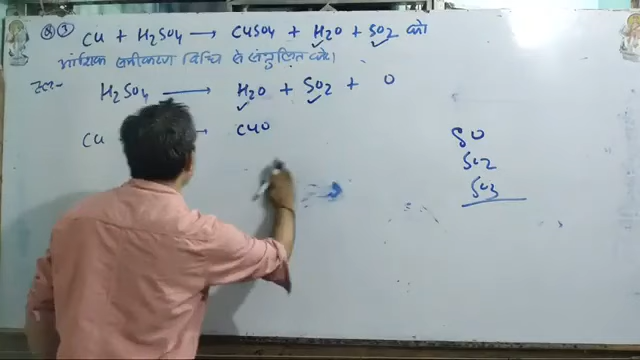 Q③ Cu + H2SO4 → CuSO4 + H2O + SO2 को
आंशिक समीकरण विधि से संतुलित करें।
हल- H2SO4 → H2O + SO2 + O
Cu → CuO
SO
SO2
SO3